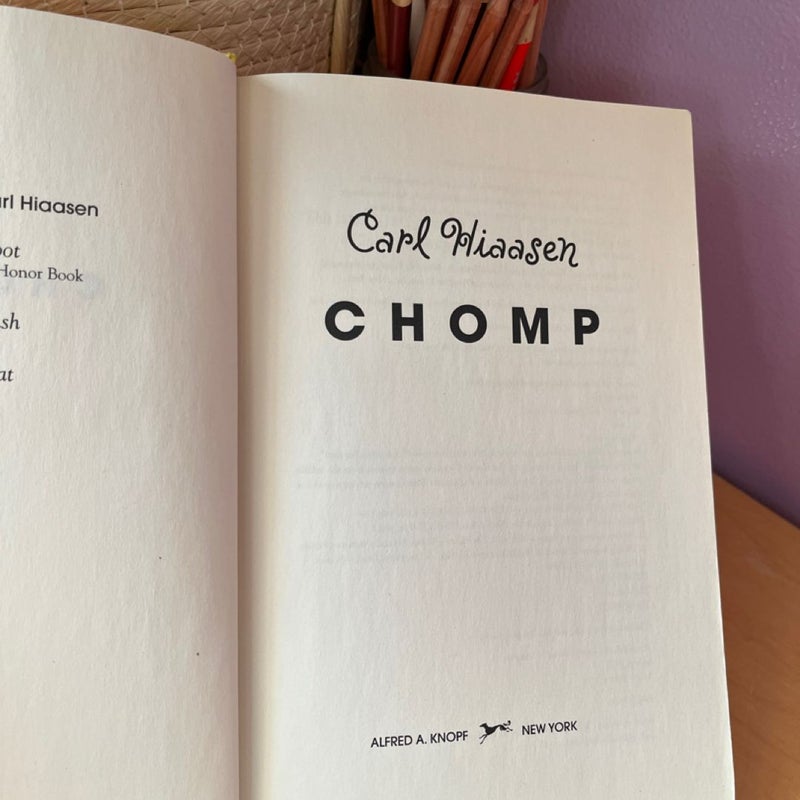 rl Hiaasen
oot
Honor Book
sh
at
Carl Hiaasen
CHOMP
ALFRED A. KNOPF NEW YORK